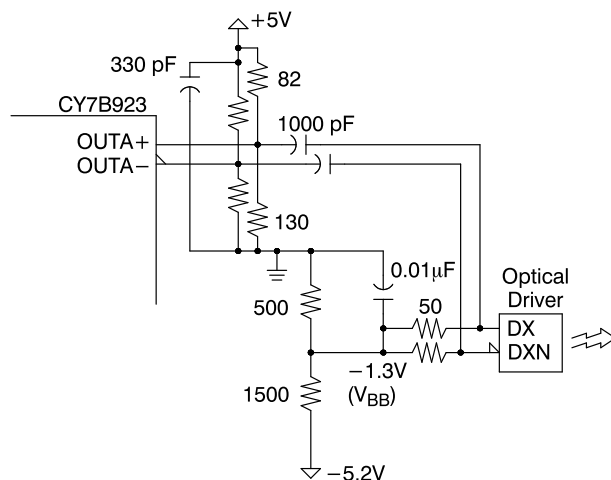 +5V
330 pF
82
CY7B923
1000 pF
OUTA+
OUTA−
130
0.01µF
Optical
Driver
500
50
DX
DXN
−1.3V
(VBB)
1500
−5.2V